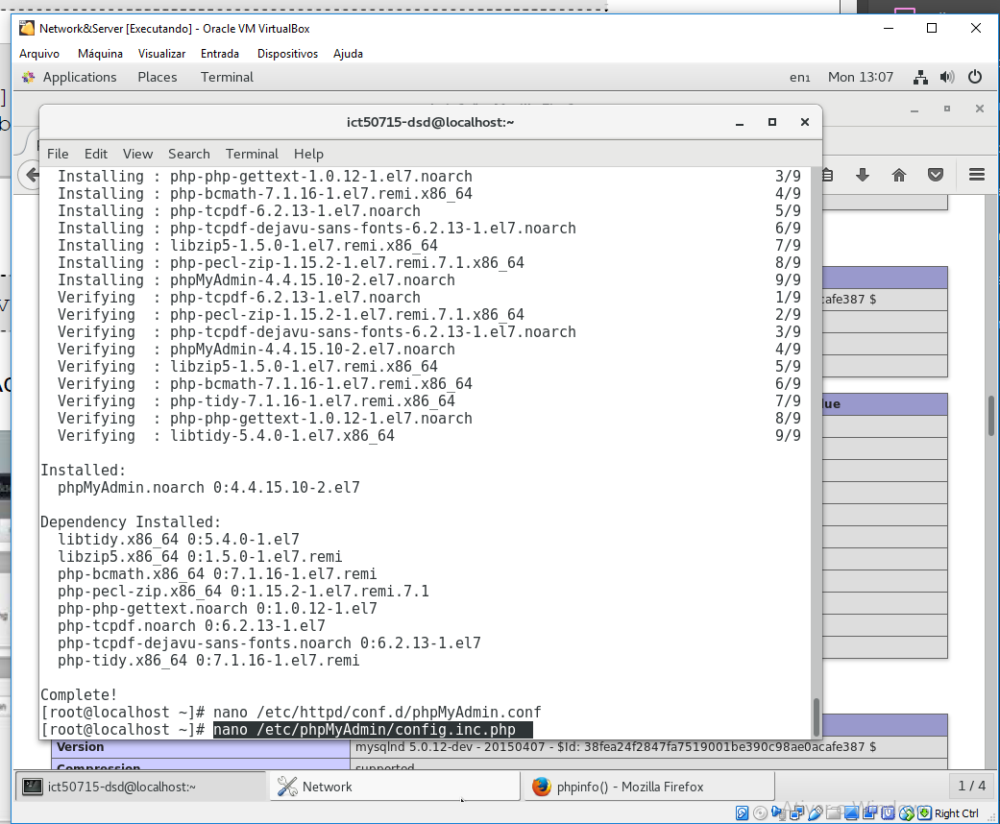 Network&Server [Executando] - Oracle VM VirtualBox
Arquivo Máquina Visualizar Entrada Dispositivos Ajuda
Applications Places Terminal en1 Mon 13:07
ict50715-dsd@localhost:~
File Edit View Search Terminal Help
Installing : php-php-gettext-1.0.12-1.el7.noarch 3/9
Installing : php-bcmath-7.1.16-1.el7.remi.x86_64 4/9
Installing : php-tcpdf-6.2.13-1.el7.noarch 5/9
Installing : php-tcpdf-dejavu-sans-fonts-6.2.13-1.el7.noarch 6/9
Installing : libzip5-1.5.0-1.el7.remi.x86_64 7/9
Installing : php-pecl-zip-1.15.2-1.el7.remi.7.1.x86_64 8/9
Installing : phpMyAdmin-4.4.15.10-2.el7.noarch 9/9
Verifying : php-tcpdf-6.2.13-1.el7.noarch 1/9
Verifying : php-pecl-zip-1.15.2-1.el7.remi.7.1.x86_64 2/9
Verifying : php-tcpdf-dejavu-sans-fonts-6.2.13-1.el7.noarch 3/9
Verifying : phpMyAdmin-4.4.15.10-2.el7.noarch 4/9
Verifying : libzip5-1.5.0-1.el7.remi.x86_64 5/9
Verifying : php-bcmath-7.1.16-1.el7.remi.x86_64 6/9
Verifying : php-tidy-7.1.16-1.el7.remi.x86_64 7/9
Verifying : php-php-gettext-1.0.12-1.el7.noarch 8/9
Verifying : libtidy-5.4.0-1.el7.x86_64 9/9
Installed:
phpMyAdmin.noarch 0:4.4.15.10-2.el7
Dependency Installed:
libtidy.x86_64 0:5.4.0-1.el7
libzip5.x86_64 0:1.5.0-1.el7.remi
php-bcmath.x86_64 0:7.1.16-1.el7.remi
php-pecl-zip.x86_64 0:1.15.2-1.el7.remi.7.1
php-php-gettext.noarch 0:1.0.12-1.el7
php-tcpdf.noarch 0:6.2.13-1.el7
php-tcpdf-dejavu-sans-fonts.noarch 0:6.2.13-1.el7
php-tidy.x86_64 0:7.1.16-1.el7.remi
Complete!
[root@localhost ~]# nano /etc/httpd/conf.d/phpMyAdmin.conf
[root@localhost ~]# nano /etc/phpMyAdmin/config.inc.php
cafe387 $
lue
Version mysqlnd 5.0.12-dev - 20150407 - $Id: 38fea24f2847fa7519001be390c98ae0acafe387 $
Compression supported
ict50715-dsd@localhost:~ Network phpinfo() - Mozilla Firefox 1 / 4
Ativar o Windows
Right Ctrl